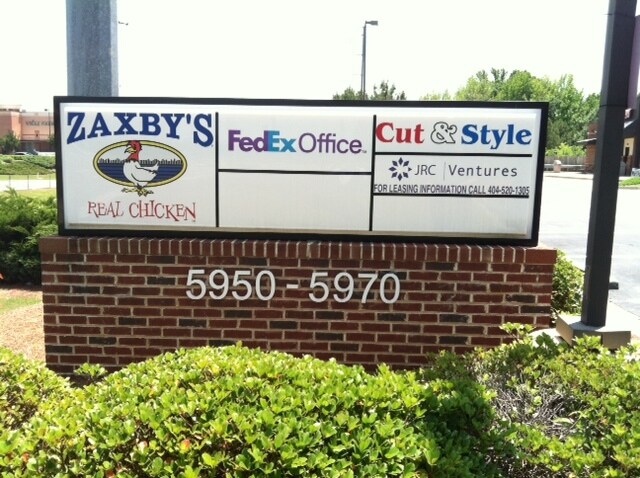 ZAXBY'S
REAL CHICKEN
FedEx Office
Cut & Style
JRC Ventures
FOR LEASING INFORMATION CALL 404-520-1305
5950 - 5970